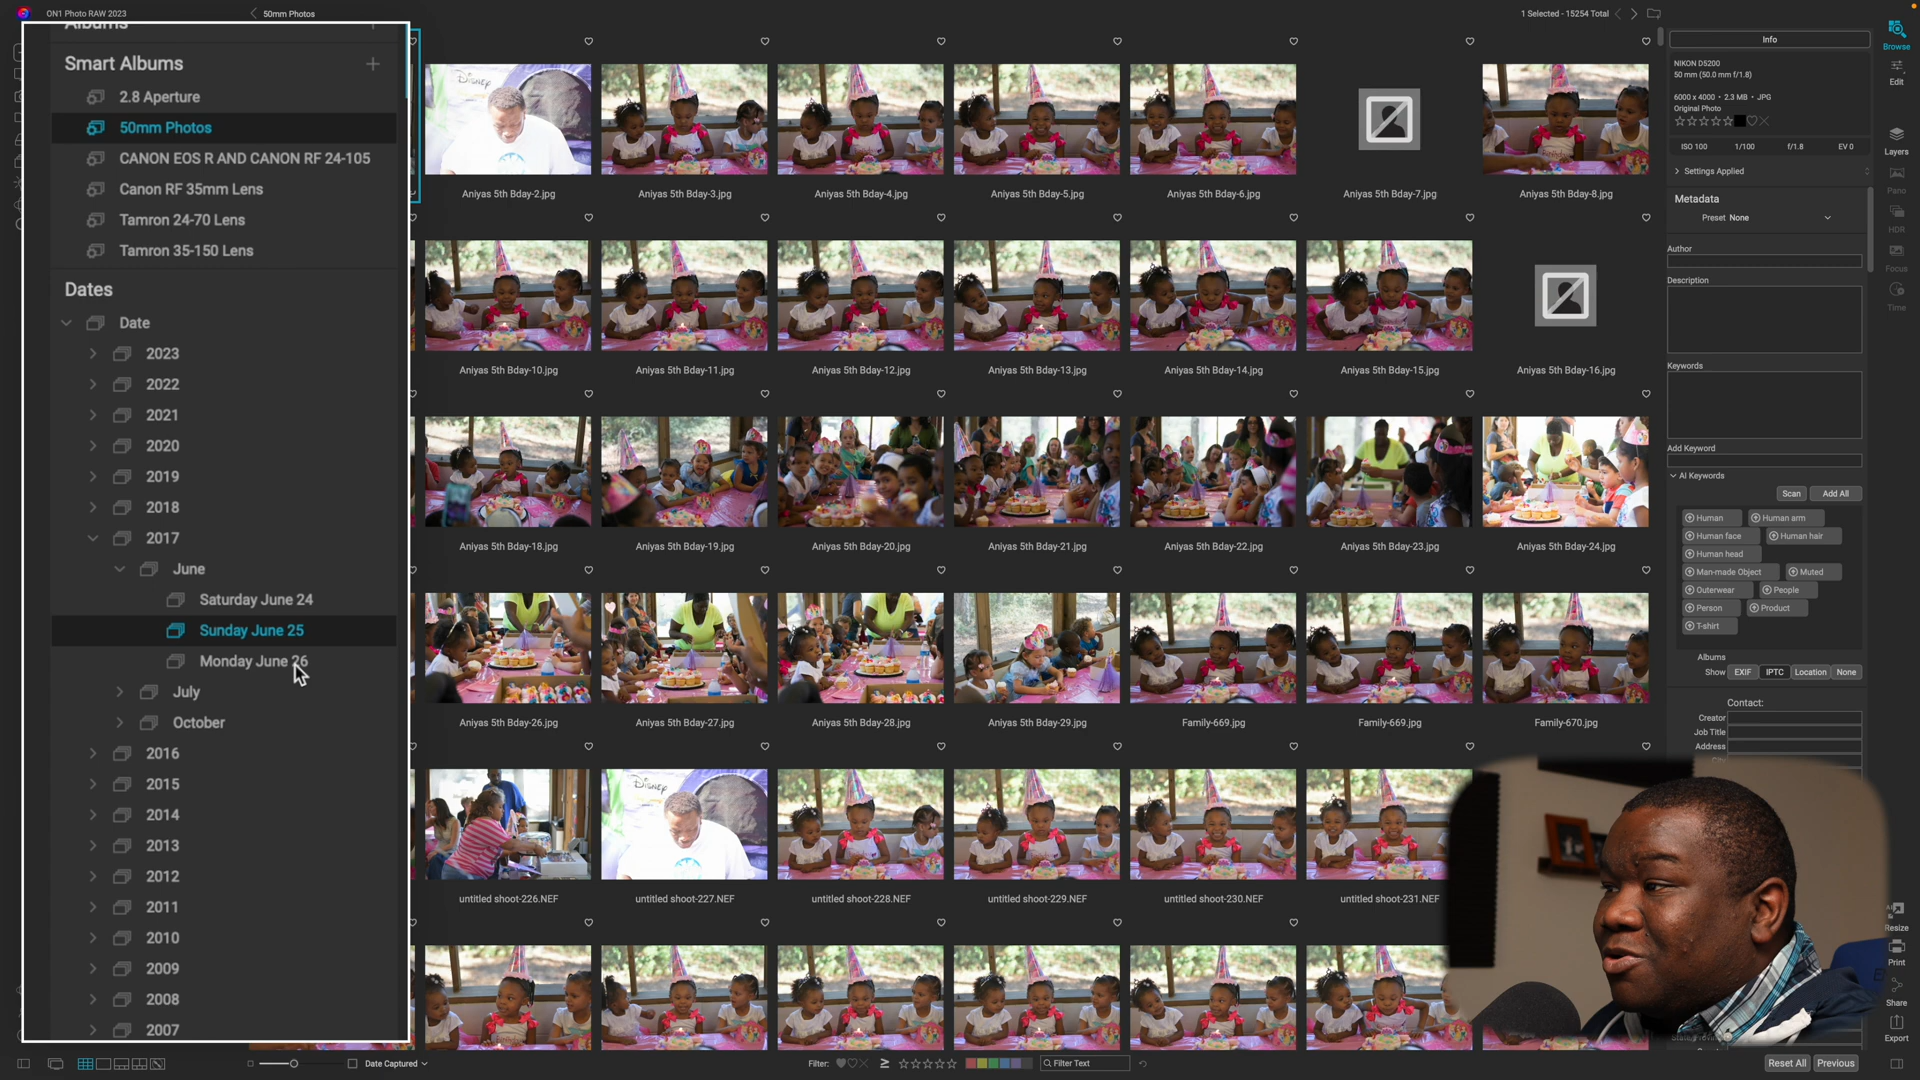 ON1 Photo RAW 2023
50mm Photos
1 Selected - 15254 Total
Albums
Smart Albums
2.8 Aperture
50mm Photos
CANON EOS R AND CANON RF 24-105
Canon RF 35mm Lens
Tamron 24-70 Lens
Tamron 35-150 Lens
Dates
Date
2023
2022
2021
2020
2019
2018
2017
June
Saturday June 24
Sunday June 25
Monday June 26
July
October
2016
2015
2014
2013
2012
2011
2010
2009
2008
2007
Disney
Aniyas 5th Bday-2.jpg
Aniyas 5th Bday-3.jpg
Aniyas 5th Bday-4.jpg
Aniyas 5th Bday-5.jpg
Aniyas 5th Bday-6.jpg
Aniyas 5th Bday-7.jpg
Aniyas 5th Bday-8.jpg
Aniyas 5th Bday-10.jpg
Aniyas 5th Bday-11.jpg
Aniyas 5th Bday-12.jpg
Aniyas 5th Bday-13.jpg
Aniyas 5th Bday-14.jpg
Aniyas 5th Bday-15.jpg
Aniyas 5th Bday-16.jpg
Aniyas 5th Bday-18.jpg
Aniyas 5th Bday-19.jpg
Aniyas 5th Bday-20.jpg
Aniyas 5th Bday-21.jpg
Aniyas 5th Bday-22.jpg
Aniyas 5th Bday-23.jpg
Aniyas 5th Bday-24.jpg
Aniyas 5th Bday-26.jpg
Aniyas 5th Bday-27.jpg
Aniyas 5th Bday-28.jpg
Aniyas 5th Bday-29.jpg
Family-669.jpg
Family-669.jpg
Family-670.jpg
Disney
untitled shoot-226.NEF
untitled shoot-227.NEF
untitled shoot-228.NEF
untitled shoot-229.NEF
untitled shoot-230.NEF
untitled shoot-231.NEF
Info
NIKON D5200
50 mm (50.0 mm f/1.8)
6000 x 4000 • 2.3 MB • JPG
Original Photo
ISO 100 1/100 f/1.8 EV 0
Settings Applied
Metadata
Preset None
Author
Description
Keywords
Add Keyword
AI Keywords
Scan Add All
Human Human arm
Human face Human hair
Human head
Man-made Object Muted
Outerwear People
Person Product
T-shirt
Albums
Show EXIF IPTC Location None
Contact:
Creator
Job Title
Address
Browse
Edit
Layers
Pano
HDR
Focus
Time
Resize
Print
Share
Export
Date Captured
Filter:
Filter Text
Reset All Previous